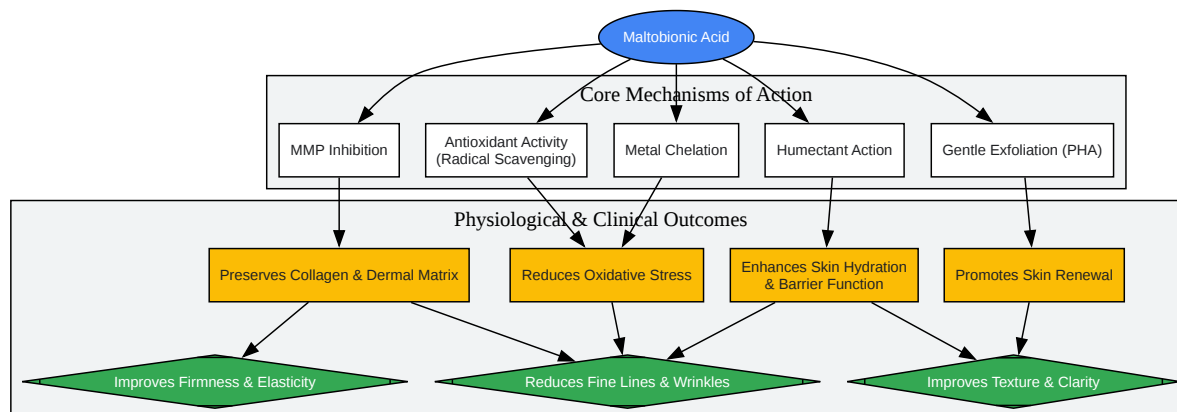 Maltobionic Acid
Core Mechanisms of Action
MMP Inhibition
Antioxidant Activity
(Radical Scavenging)
Metal Chelation
Humectant Action
Gentle Exfoliation (PHA)
Physiological & Clinical Outcomes
Preserves Collagen & Dermal Matrix
Reduces Oxidative Stress
Enhances Skin Hydration
& Barrier Function
Promotes Skin Renewal
Improves Firmness & Elasticity
Reduces Fine Lines & Wrinkles
Improves Texture & Clarity